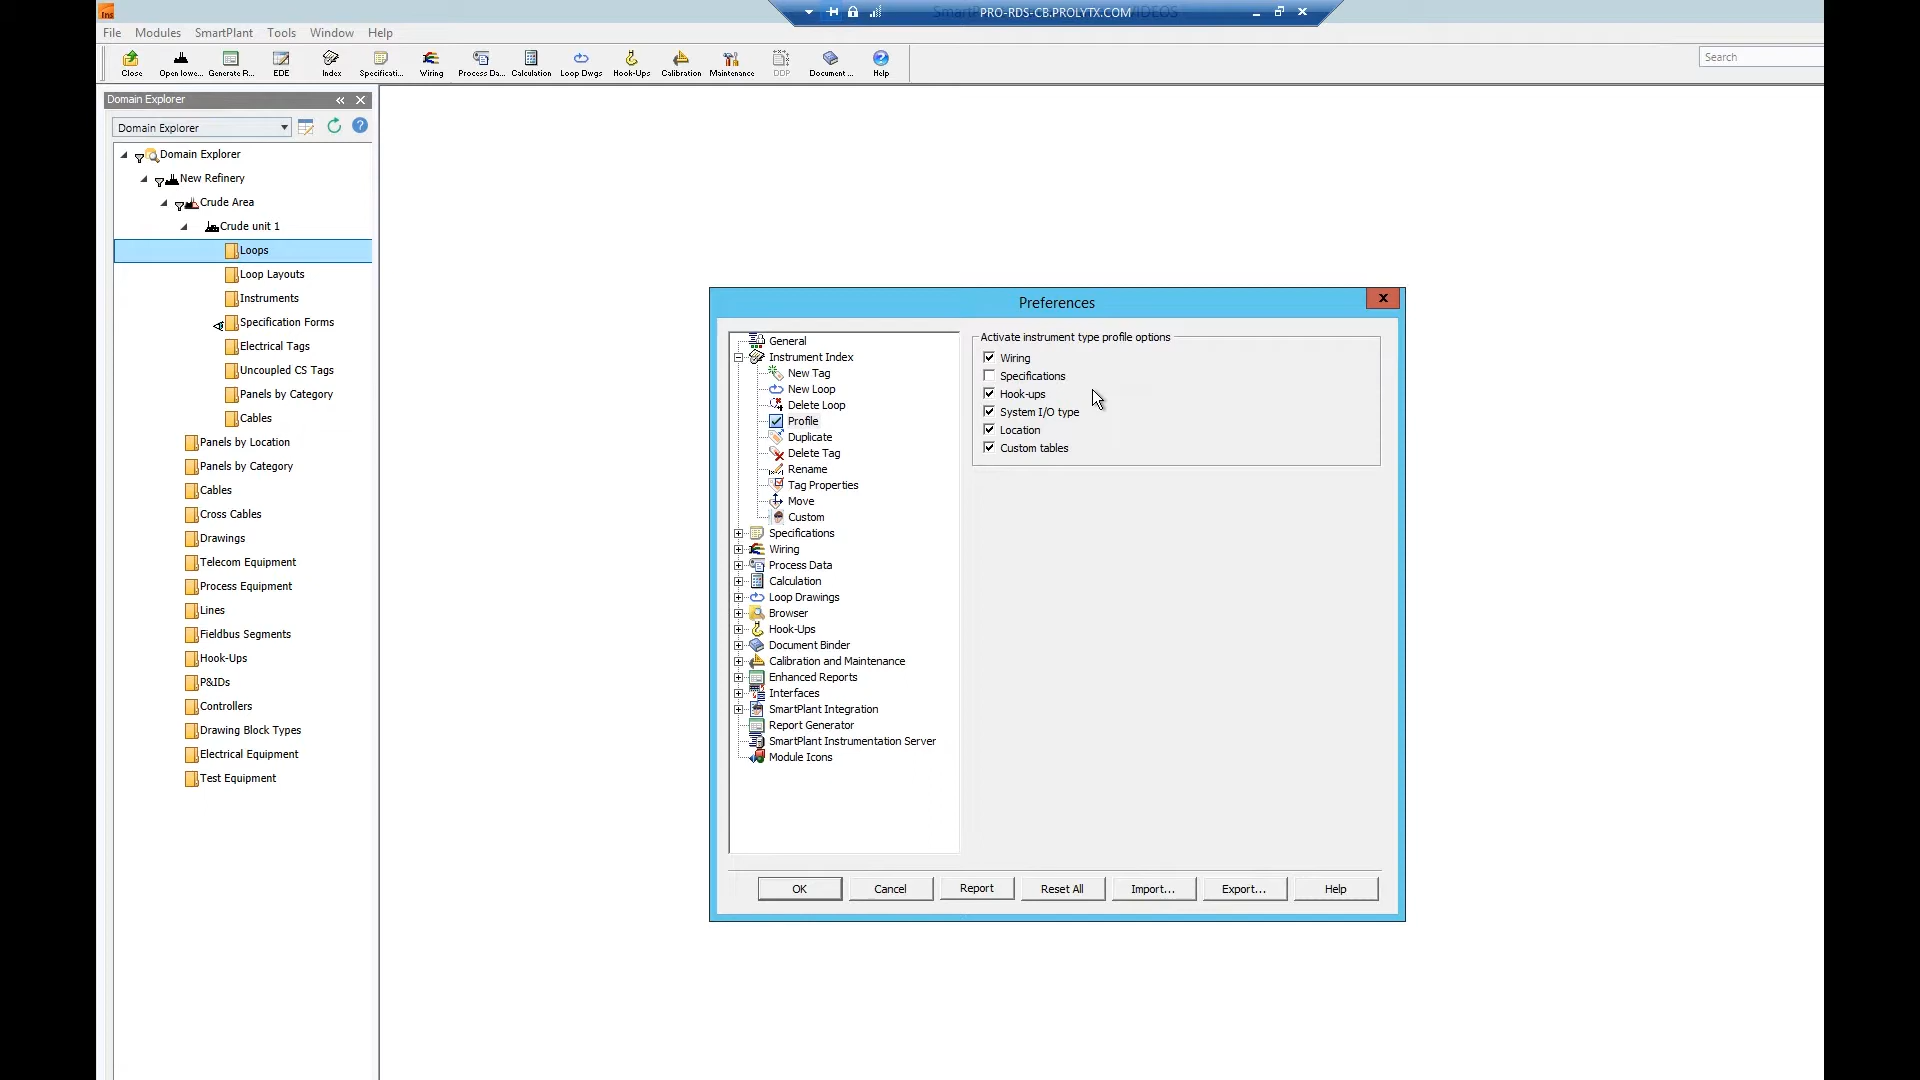 PRO-RDS-CB.PROLYTX.COM
Ins
File Modules SmartPlant Tools Window Help
Close Open lowe... Generate R... EDE Index Specificati... Wiring Process Da... Calculation Loop Dwgs Hook-Ups Calibration Maintenance DDP Document ... Help
Search
Domain Explorer
Domain Explorer
Domain Explorer
New Refinery
Crude Area
Crude unit 1
Loops
Loop Layouts
Instruments
Specification Forms
Electrical Tags
Uncoupled CS Tags
Panels by Category
Cables
Panels by Location
Panels by Category
Cables
Cross Cables
Drawings
Telecom Equipment
Process Equipment
Lines
Fieldbus Segments
Hook-Ups
P&IDs
Controllers
Drawing Block Types
Electrical Equipment
Test Equipment
Preferences
General
Instrument Index
New Tag
New Loop
Delete Loop
Profile
Duplicate
Delete Tag
Rename
Tag Properties
Move
Custom
Specifications
Wiring
Process Data
Calculation
Loop Drawings
Browser
Hook-Ups
Document Binder
Calibration and Maintenance
Enhanced Reports
Interfaces
SmartPlant Integration
Report Generator
SmartPlant Instrumentation Server
Module Icons
Activate instrument type profile options
Wiring
Specifications
Hook-ups
System I/O type
Location
Custom tables
OK Cancel Report Reset All Import... Export... Help